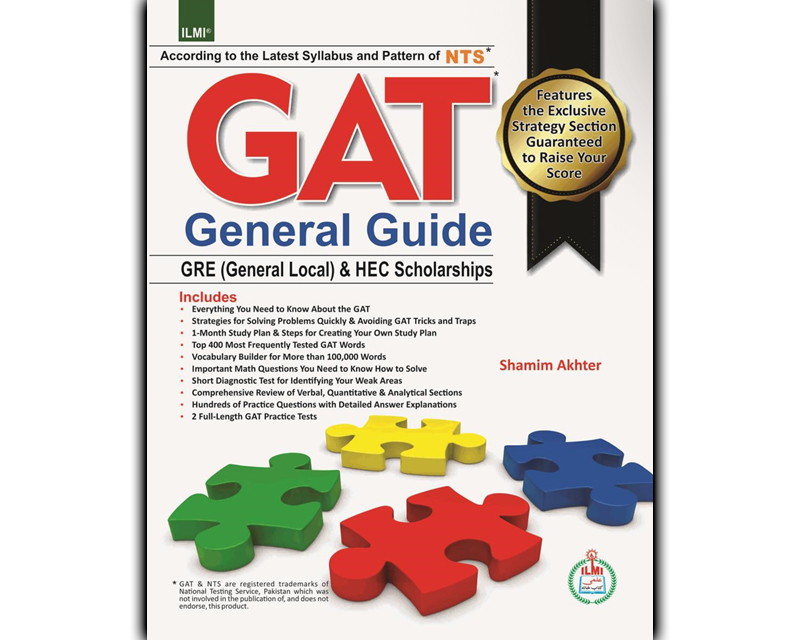 ILMI®
According to the Latest Syllabus and Pattern of NTS*
GAT*
General Guide
GRE (General Local) & HEC Scholarships
Features
the Exclusive
Strategy Section
Guaranteed
to Raise Your
Score
Includes
• Everything You Need to Know About the GAT
• Strategies for Solving Problems Quickly & Avoiding GAT Tricks and Traps
• 1-Month Study Plan & Steps for Creating Your Own Study Plan
• Top 400 Most Frequently Tested GAT Words
• Vocabulary Builder for More than 100,000 Words
• Important Math Questions You Need to Know How to Solve
• Short Diagnostic Test for Identifying Your Weak Areas
• Comprehensive Review of Verbal, Quantitative & Analytical Sections
• Hundreds of Practice Questions with Detailed Answer Explanations
• 2 Full-Length GAT Practice Tests
Shamim Akhter
* GAT & NTS are registered trademarks of
National Testing Service, Pakistan which was
not involved in the publication of, and does not
endorse, this product.
ILMI
علمی
کتاب خانہ